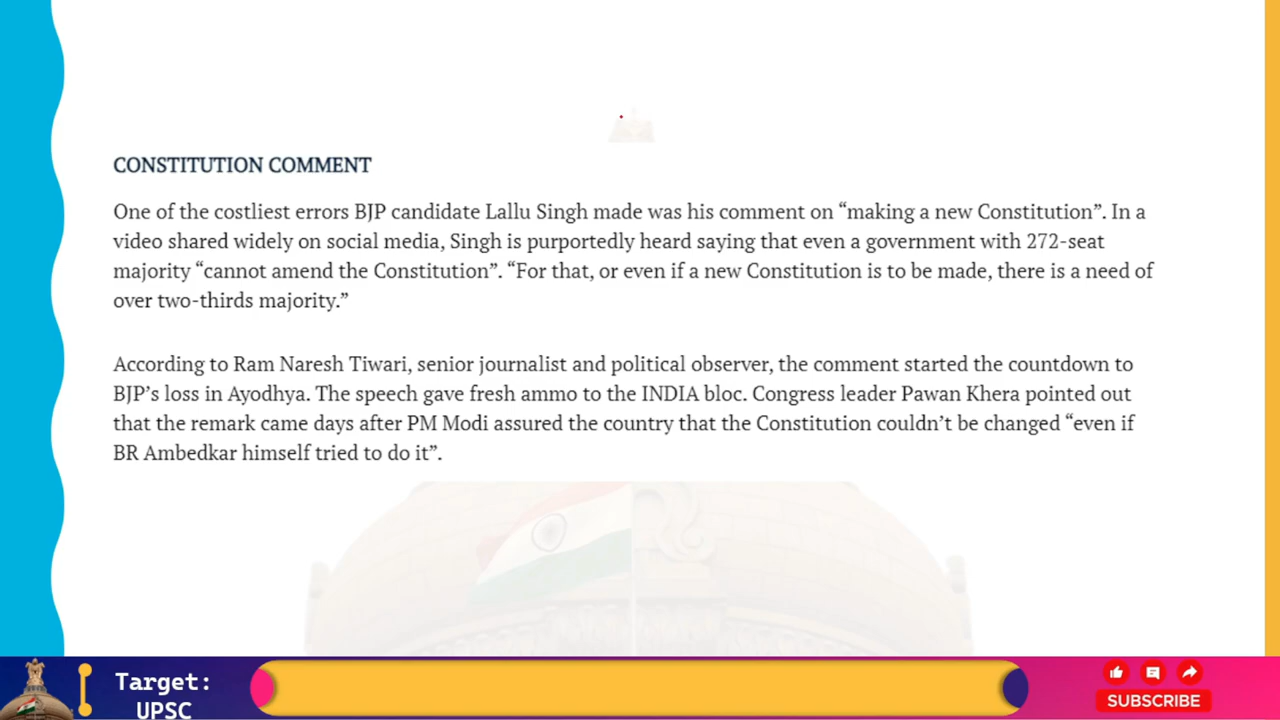 CONSTITUTION COMMENT
One of the costliest errors BJP candidate Lallu Singh made was his comment on “making a new Constitution”. In a
video shared widely on social media, Singh is purportedly heard saying that even a government with 272-seat
majority “cannot amend the Constitution”. “For that, or even if a new Constitution is to be made, there is a need of
over two-thirds majority.”
According to Ram Naresh Tiwari, senior journalist and political observer, the comment started the countdown to
BJP’s loss in Ayodhya. The speech gave fresh ammo to the INDIA bloc. Congress leader Pawan Khera pointed out
that the remark came days after PM Modi assured the country that the Constitution couldn’t be changed “even if
BR Ambedkar himself tried to do it”.
Target:
UPSC
SUBSCRIBE